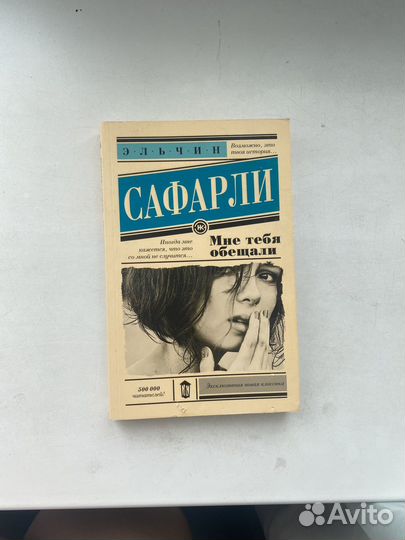 Э·Л·Ь·Ч·И·Н
Возможно, это
твоя история...
САФАРЛИ
Иногда мне
кажется, что это
со мной не случится...
ЭК
Мне тебя
обещали
500 000
читателей!
Эксклюзивная новая классика
Avito